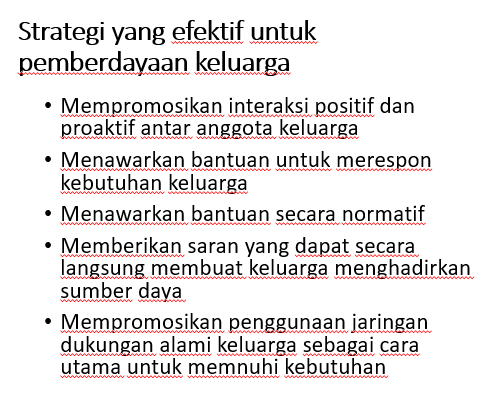 Strategi yang efektif untuk
pemberdayaan keluarga
• Mempromosikan interaksi positif dan
proaktif antar anggota keluarga
• Menawarkan bantuan untuk merespon
kebutuhan keluarga
• Menawarkan bantuan secara normatif
• Memberikan saran yang dapat secara
langsung membuat keluarga menghadirkan
sumber daya
• Mempromosikan penggunaan jaringan
dukungan alami keluarga sebagai cara
utama untuk memnuhi kebutuhan